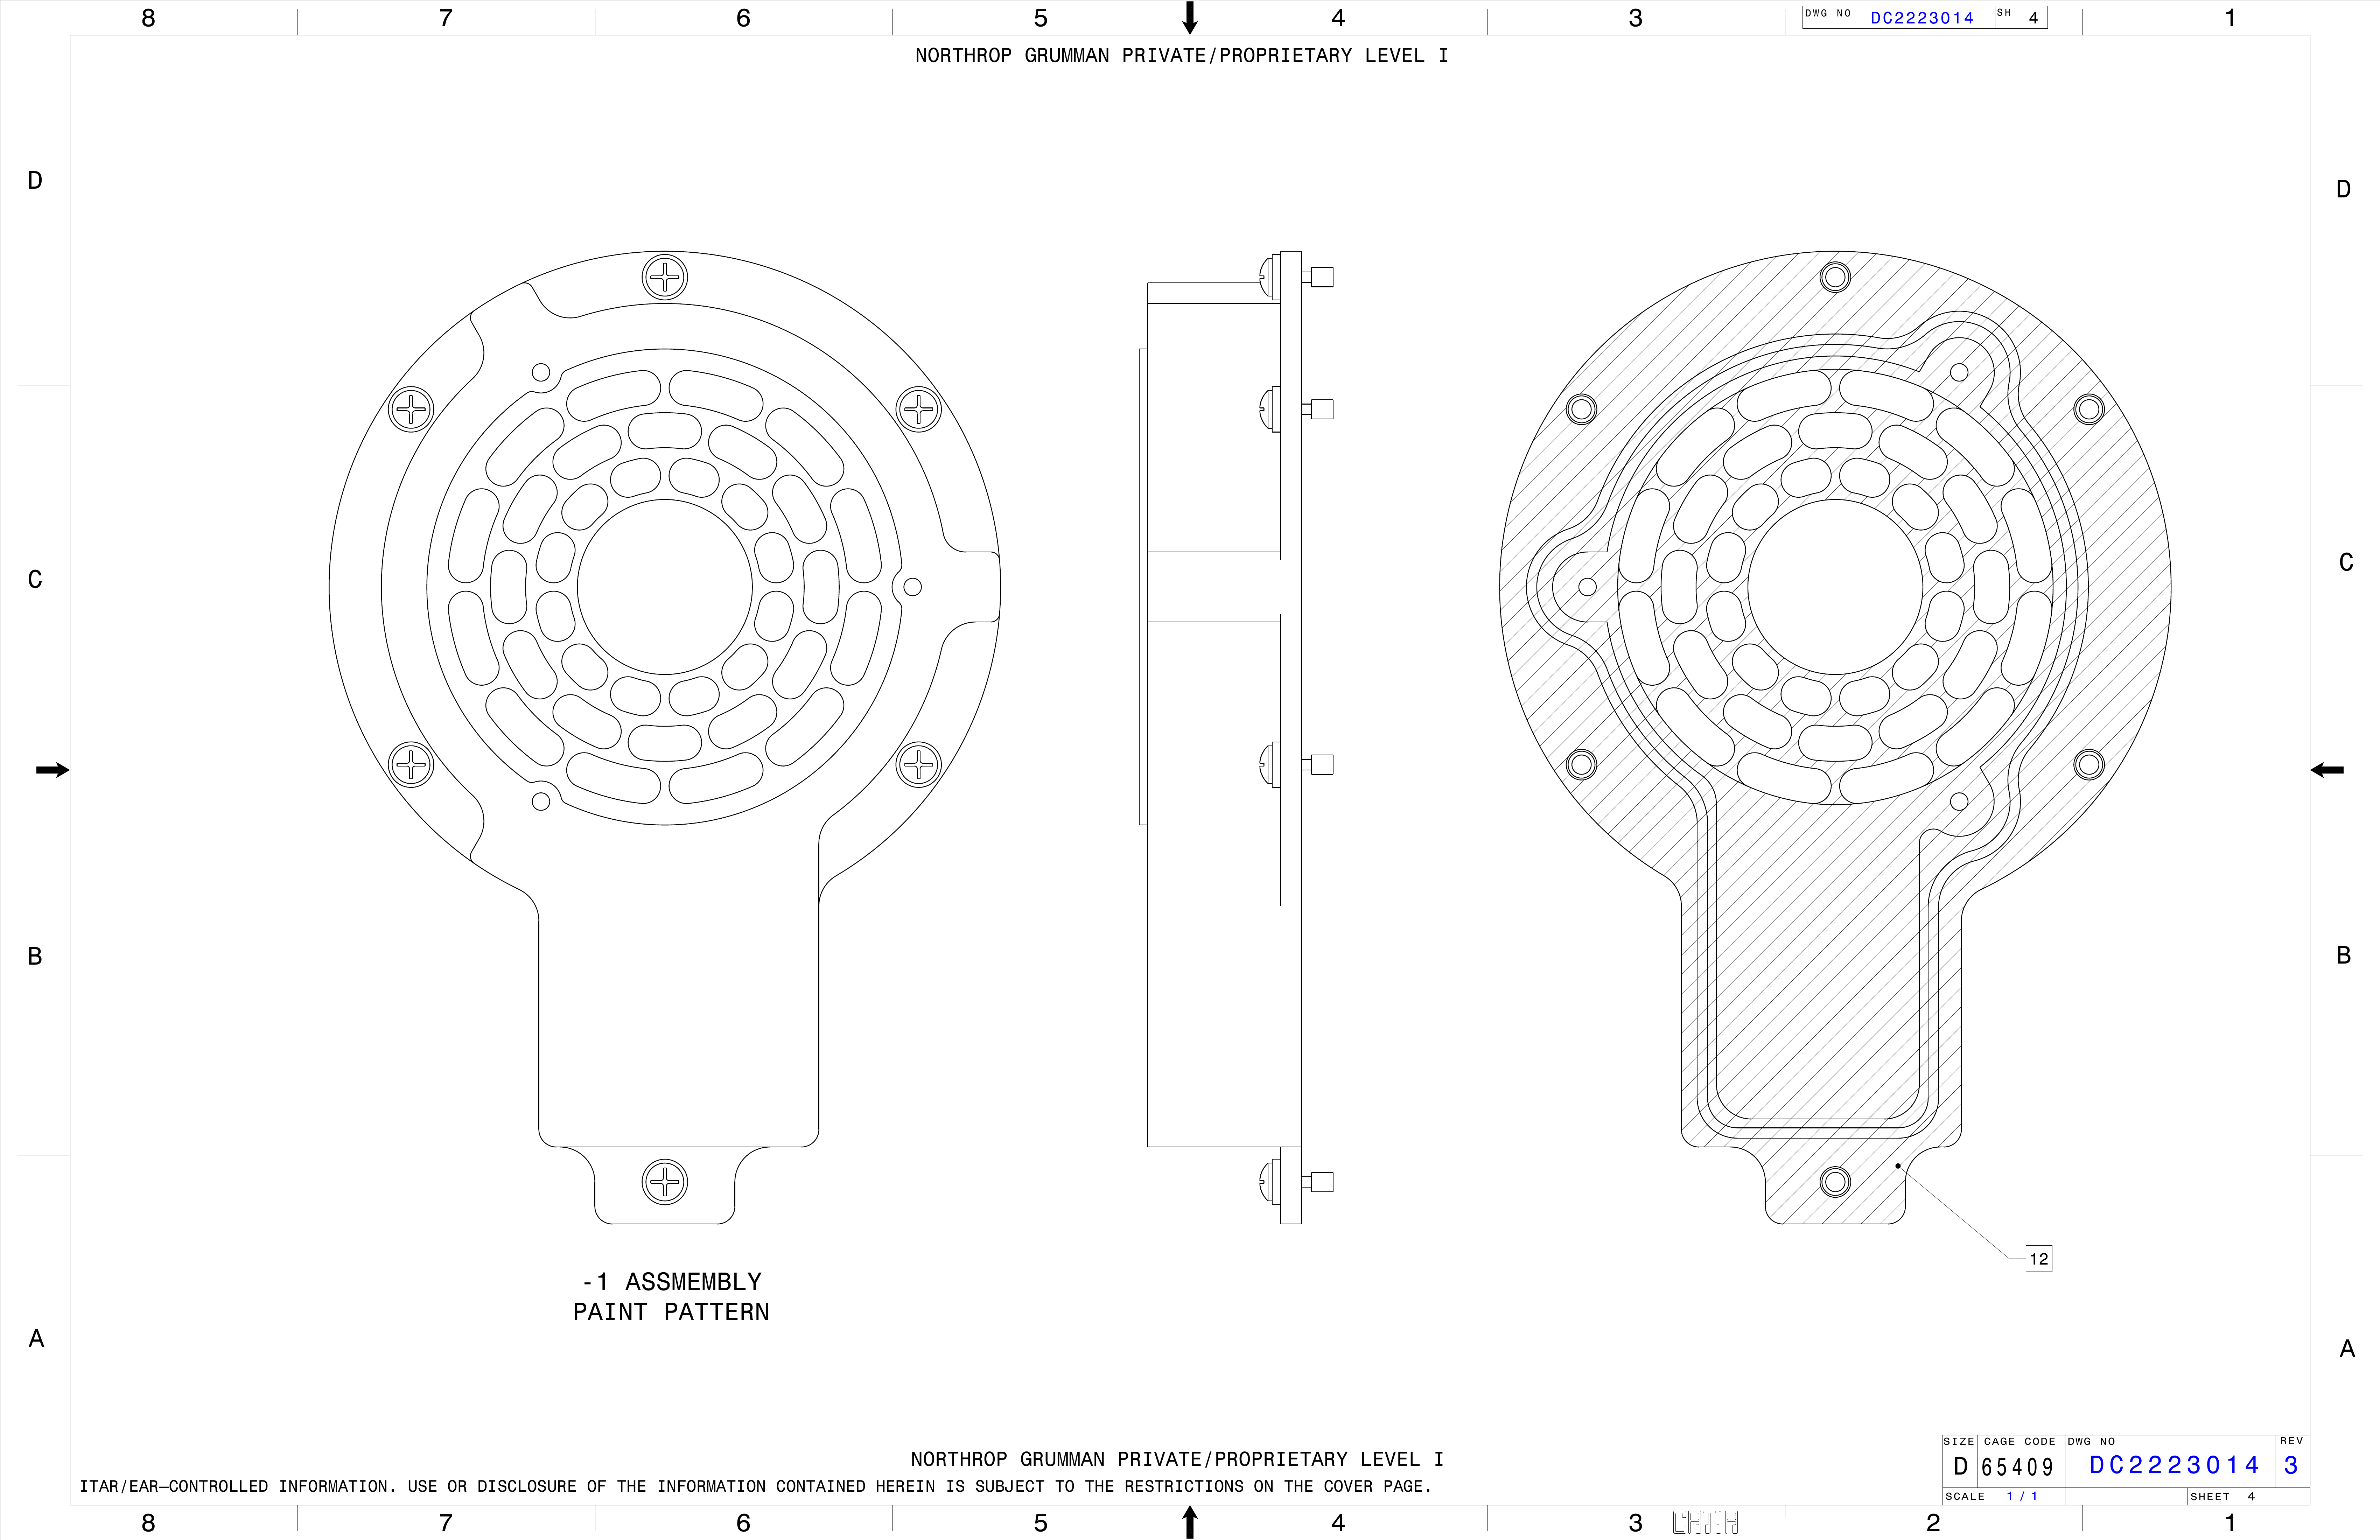 8 7 6 5 4 3 DWG NO DC2223014 SH 4 1
NORTHROP GRUMMAN PRIVATE/PROPRIETARY LEVEL I
D D
C C
B B
12
-1 ASSMEMBLY
PAINT PATTERN
A A
NORTHROP GRUMMAN PRIVATE/PROPRIETARY LEVEL I
ITAR/EAR—CONTROLLED INFORMATION. USE OR DISCLOSURE OF THE INFORMATION CONTAINED HEREIN IS SUBJECT TO THE RESTRICTIONS ON THE COVER PAGE.
SIZE CAGE CODE DWG NO REV
D 65409 DC2223014 3
SCALE 1 / 1 SHEET 4
8 7 6 5 4 3 CATIA 2 1